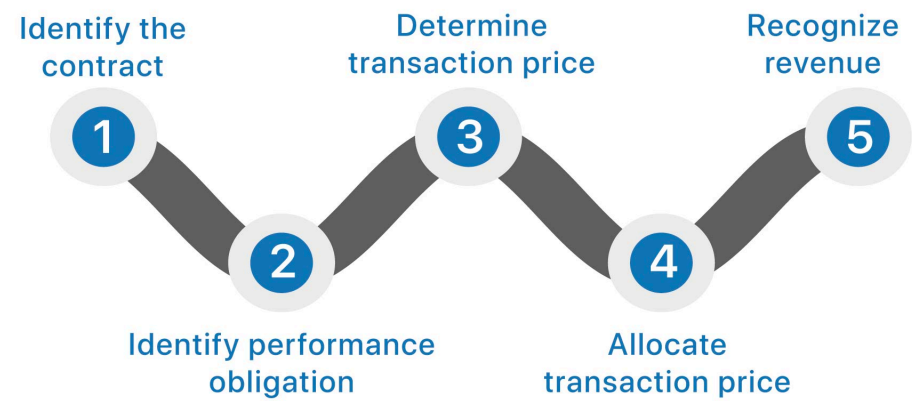 Identify the
contract
1
2
Identify performance
obligation
Determine
transaction price
3
4
Allocate
transaction price
Recognize
revenue
5